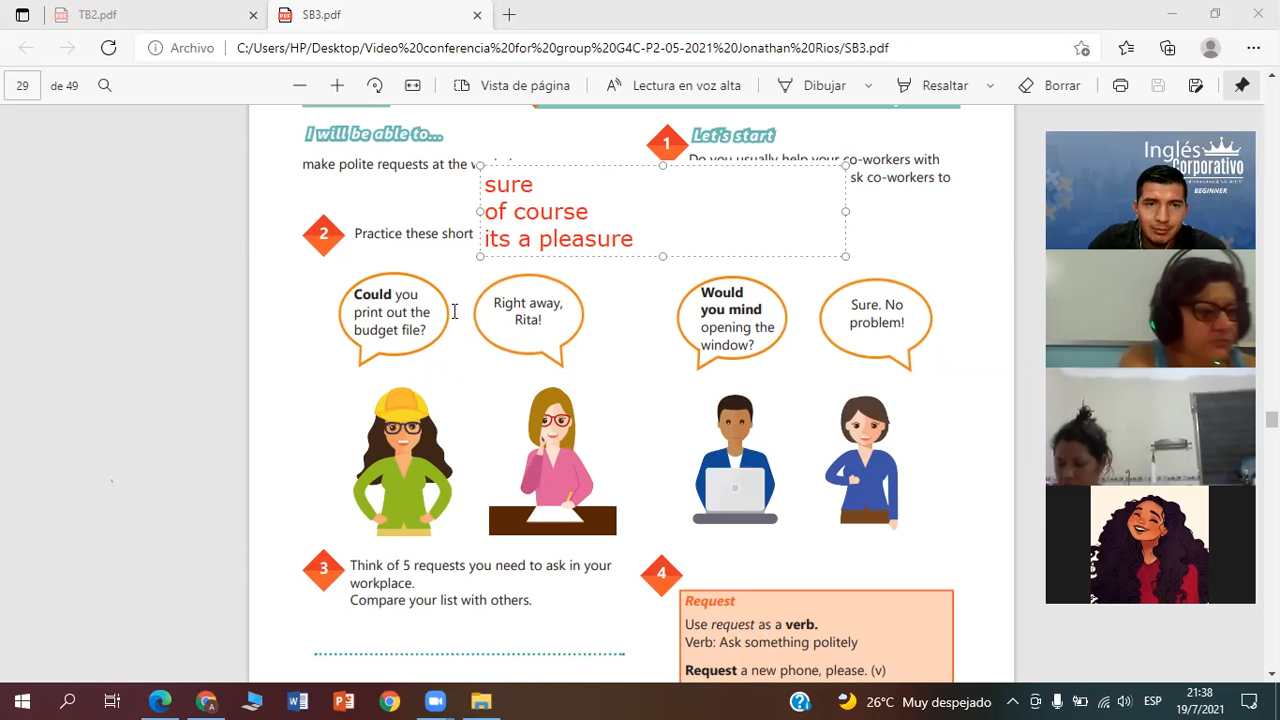 TB2.pdf
SB3.pdf
Archivo
C:/Users/HP/Desktop/Video%20conferencia%20for%20group%20G4C-P2-05-2021%20Jonathan%20Rios/SB3.pdf
29
de 49
Vista de página
Lectura en voz alta
Dibujar
Resaltar
Borrar
I will be able to...
make polite requests at the
1
Let's start
Do you usually help your co-workers with
sk co-workers to
sure
of course
its a pleasure
2
Practice these short
Could you
print out the
budget file?
Right away,
Rita!
Would
you mind
opening the
window?
Sure. No
problem!
3
Think of 5 requests you need to ask in your
workplace.
Compare your list with others.
4
Request
Use request as a verb.
Verb: Ask something politely
Request a new phone, please. (v)
Inglés
Corporativo
BEGINNER
26°C Muy despejado
ESP
21:38
19/7/2021